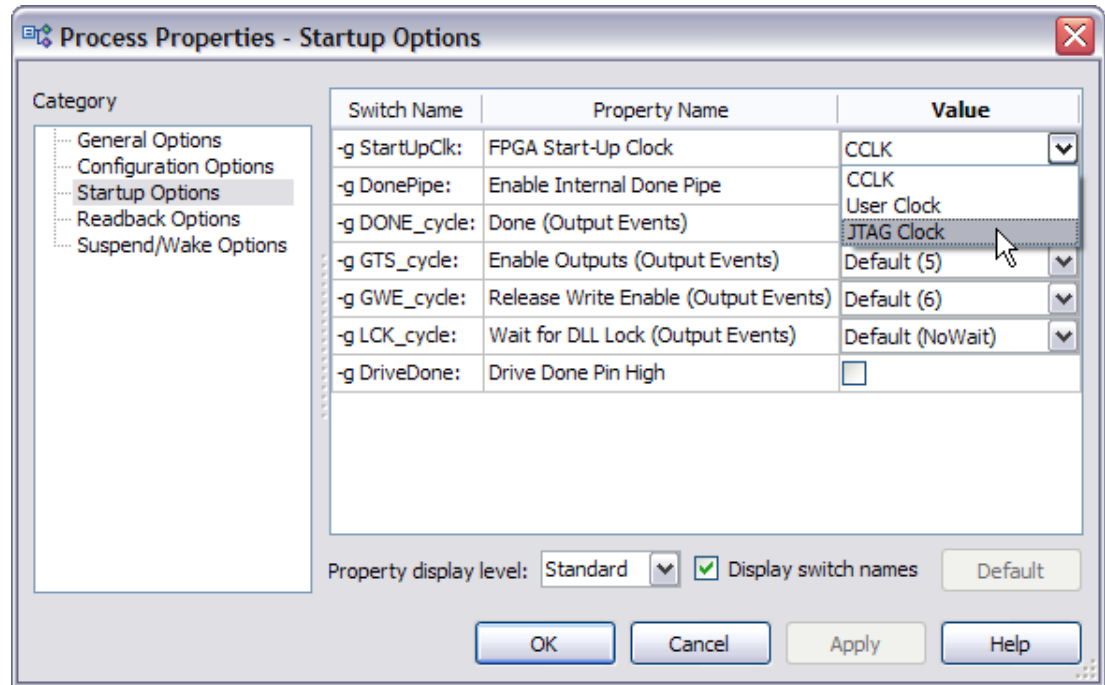 Process Properties - Startup Options
Category
General Options
Configuration Options
Startup Options
Readback Options
Suspend/Wake Options
Switch Name Property Name Value
-g StartUpClk: FPGA Start-Up Clock CCLK
-g DonePipe: Enable Internal Done Pipe CCLK
User Clock
-g DONE_cycle: Done (Output Events) JTAG Clock
-g GTS_cycle: Enable Outputs (Output Events) Default (5)
-g GWE_cycle: Release Write Enable (Output Events) Default (6)
-g LCK_cycle: Wait for DLL Lock (Output Events) Default (NoWait)
-g DriveDone: Drive Done Pin High
Property display level: Standard Display switch names Default
OK Cancel Apply Help